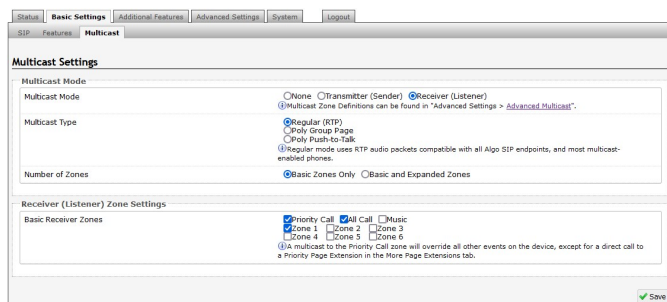 Status Basic Settings Additional Features Advanced Settings System Logout
SIP Features Multicast
Multicast Settings
Multicast Mode
Multicast Mode None Transmitter (Sender) Receiver (Listener)
Multicast Zone Definitions can be found in "Advanced Settings > Advanced Multicast".
Multicast Type Regular (RTP)
Poly Group Page
Poly Push-to-Talk
Regular mode uses RTP audio packets compatible with all Algo SIP endpoints, and most multicast-
enabled phones.
Number of Zones Basic Zones Only Basic and Expanded Zones
Receiver (Listener) Zone Settings
Basic Receiver Zones Priority Call All Call Music
Zone 1 Zone 2 Zone 3
Zone 4 Zone 5 Zone 6
A multicast to the Priority Call zone will override all other events on the device, except for a direct call to
a Priority Page Extension in the More Page Extensions tab.
Save